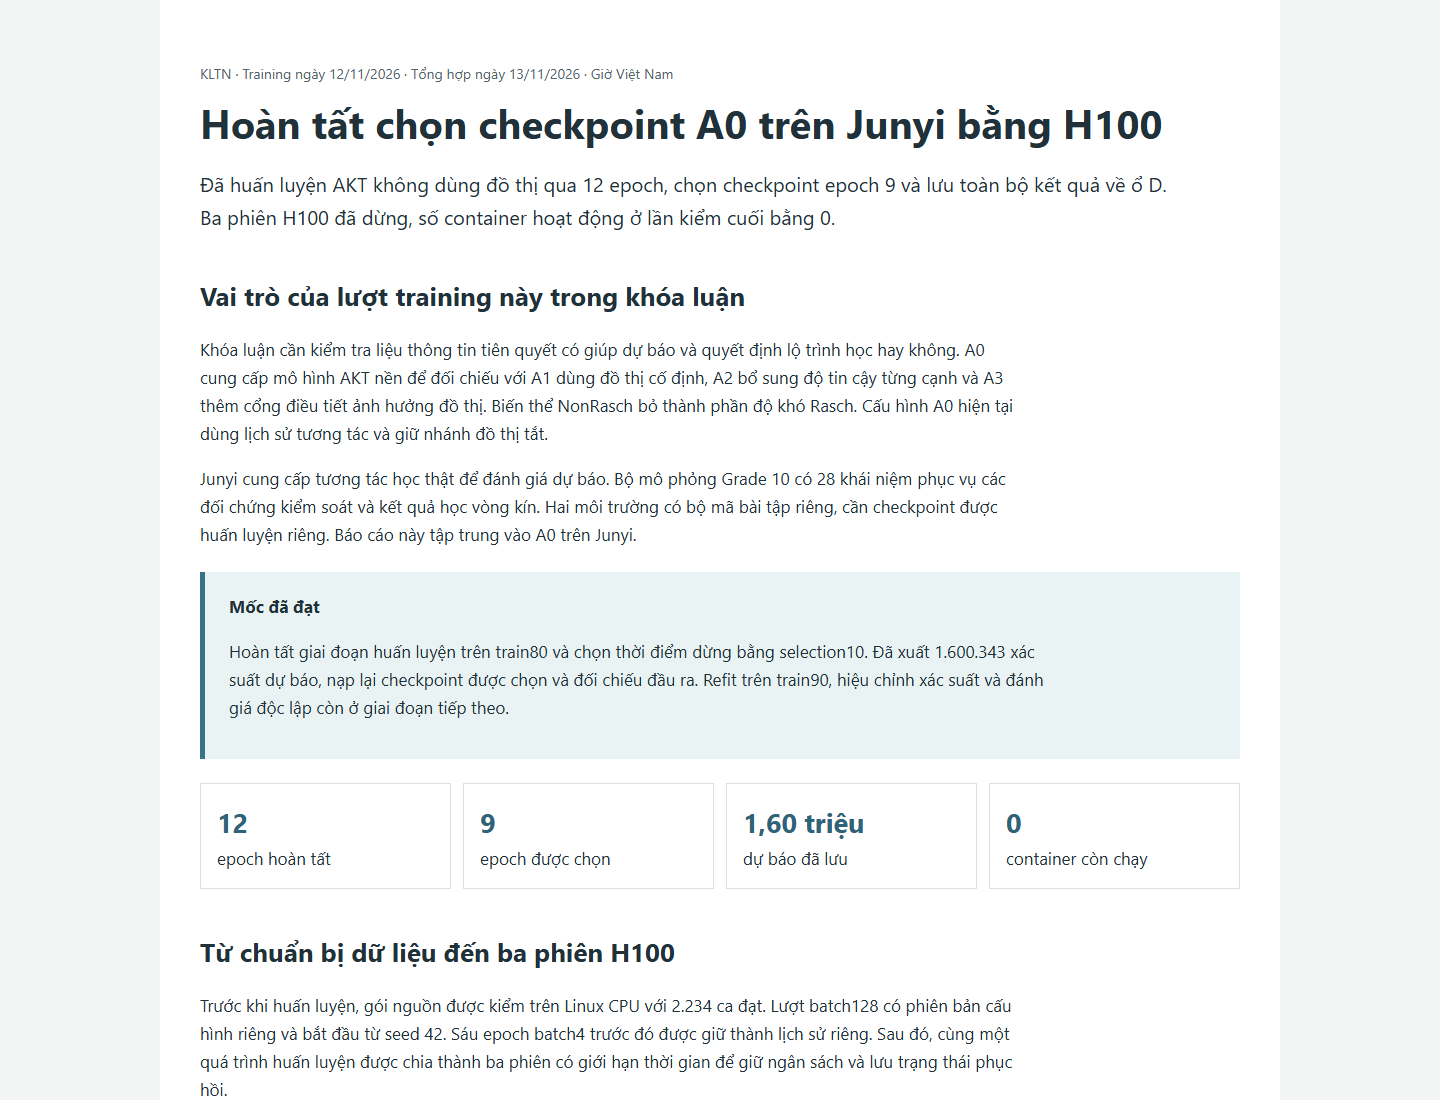 KLTN · Training ngày 12/11/2026 · Tổng hợp ngày 13/11/2026 · Giờ Việt Nam
Hoàn tất chọn checkpoint A0 trên Junyi bằng H100
Đã huấn luyện AKT không dùng đồ thị qua 12 epoch, chọn checkpoint epoch 9 và lưu toàn bộ kết quả về ổ D.
Ba phiên H100 đã dừng, số container hoạt động ở lần kiểm cuối bằng 0.
Vai trò của lượt training này trong khóa luận
Khóa luận cần kiểm tra liệu thông tin tiên quyết có giúp dự báo và quyết định lộ trình học hay không. A0
cung cấp mô hình AKT nền để đối chiếu với A1 dùng đồ thị cố định, A2 bổ sung độ tin cậy từng cạnh và A3
thêm cổng điều tiết ảnh hưởng đồ thị. Biến thể NonRasch bỏ thành phần độ khó Rasch. Cấu hình A0 hiện tại
dùng lịch sử tương tác và giữ nhánh đồ thị tắt.
Junyi cung cấp tương tác học thật để đánh giá dự báo. Bộ mô phỏng Grade 10 có 28 khái niệm phục vụ các
đối chứng kiểm soát và kết quả học vòng kín. Hai môi trường có bộ mã bài tập riêng, cần checkpoint được
huấn luyện riêng. Báo cáo này tập trung vào A0 trên Junyi.
Mốc đã đạt
Hoàn tất giai đoạn huấn luyện trên train80 và chọn thời điểm dừng bằng selection10. Đã xuất 1.600.343 xác
suất dự báo, nạp lại checkpoint được chọn và đối chiếu đầu ra. Refit trên train90, hiệu chỉnh xác suất và đánh
giá độc lập còn ở giai đoạn tiếp theo.
12
epoch hoàn tất
9
epoch được chọn
1,60 triệu
dự báo đã lưu
0
container còn chạy
Từ chuẩn bị dữ liệu đến ba phiên H100
Trước khi huấn luyện, gói nguồn được kiểm trên Linux CPU với 2.234 ca đạt. Lượt batch128 có phiên bản cấu
hình riêng và bắt đầu từ seed 42. Sáu epoch batch4 trước đó được giữ thành lịch sử riêng. Sau đó, cùng một
quá trình huấn luyện được chia thành ba phiên có giới hạn thời gian để giữ ngân sách và lưu trạng thái phục
hồi.